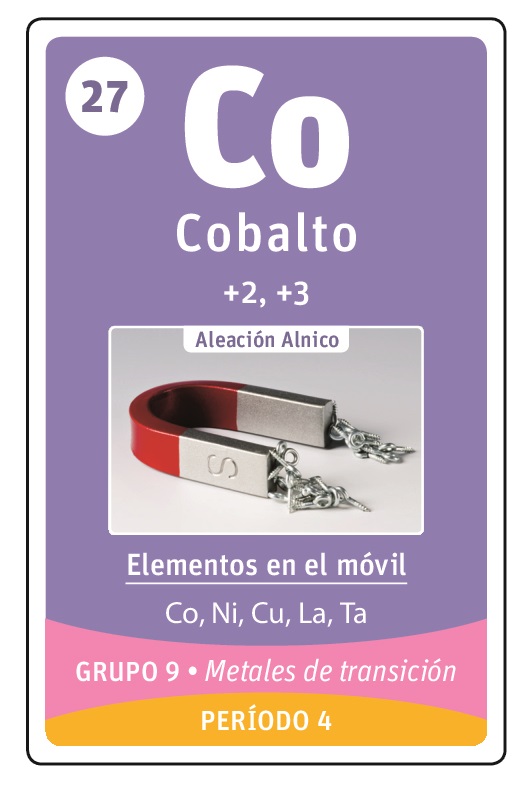 27
Co
Cobalto
+2, +3
Aleación Alnico
S
Elementos en el móvil
Co, Ni, Cu, La, Ta
GRUPO 9 • Metales de transición
PERÍODO 4